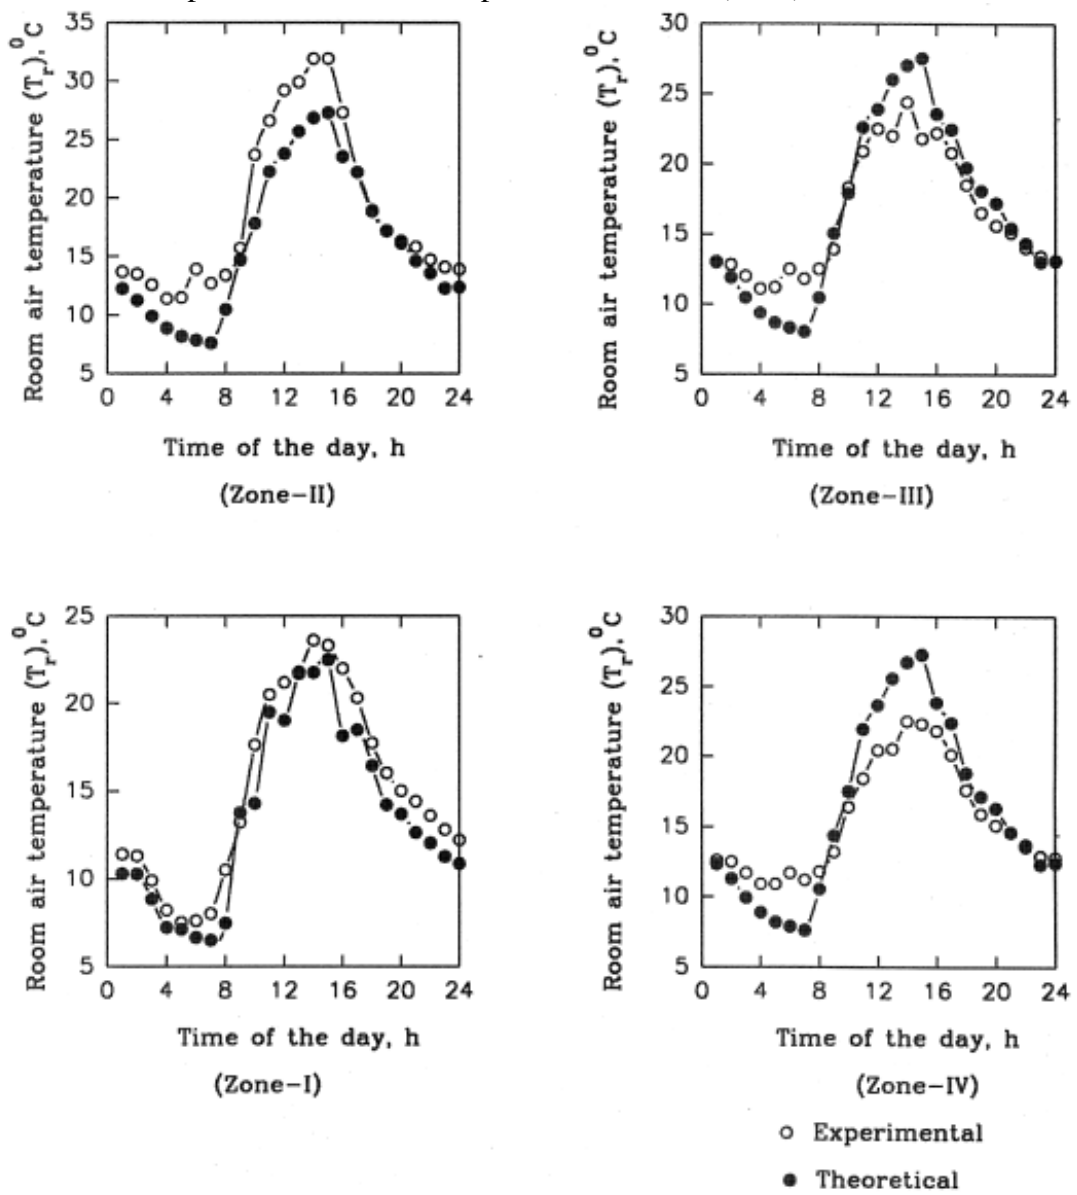 35
30
25
20
15
10
5
0 4 8 12 16 20 24
Room air temperature (Tr), ⁰C
Time of the day, h
(Zone-II)
30
25
20
15
10
5
0 4 8 12 16 20 24
Room air temperature (Tr), ⁰C
Time of the day, h
(Zone-III)
25
20
15
10
5
0 4 8 12 16 20 24
Room air temperature (Tr), ⁰C
Time of the day, h
(Zone-I)
30
25
20
15
10
5
0 4 8 12 16 20 24
Room air temperature (Tr), ⁰C
Time of the day, h
(Zone-IV)
Experimental
Theoretical